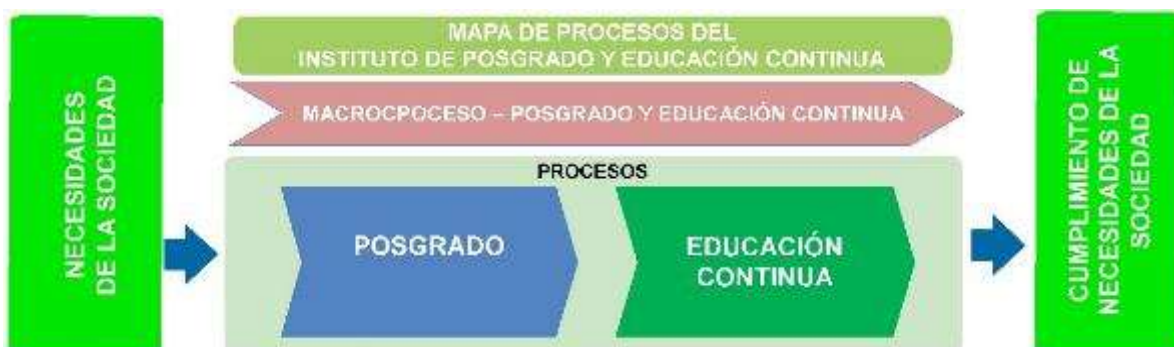 NECESIDADES
DE LA SOCIEDAD
MAPA DE PROCESOS DEL
INSTITUTO DE POSGRADO Y EDUCACIÓN CONTINUA
MACROCPOCESO – POSGRADO Y EDUCACIÓN CONTINUA
PROCESOS
POSGRADO
EDUCACIÓN
CONTINUA
CUMPLIMIENTO DE
NECESIDADES DE LA
SOCIEDAD